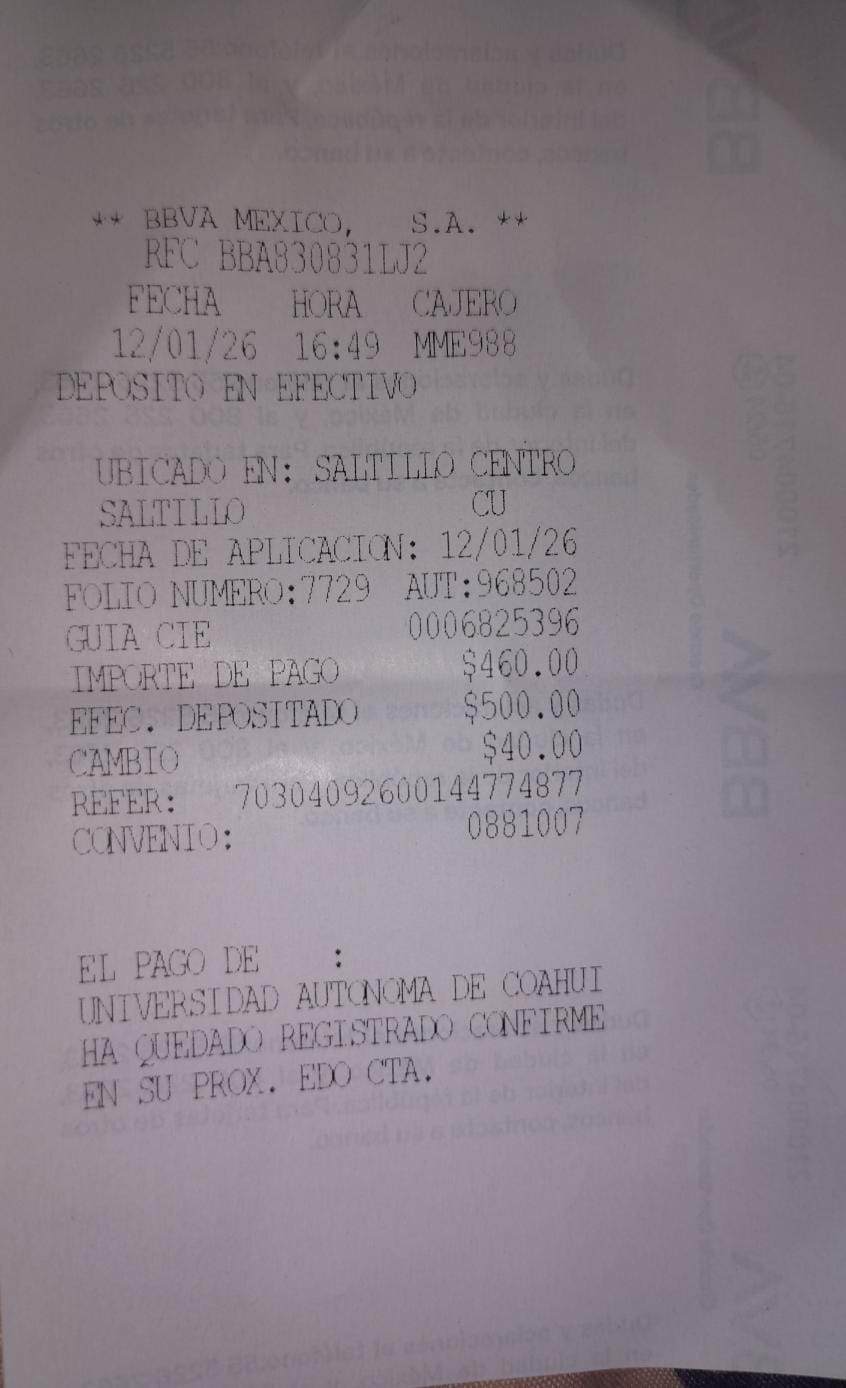 ** BBVA MEXICO, S.A. **
RFC BBA830831LJ2
FECHA HORA CAJERO
12/01/26 16:49 MME988
DEPOSITO EN EFECTIVO
UBICADO EN: SALTILLO CENTRO
SALTILLO CU
FECHA DE APLICACION: 12/01/26
FOLIO NUMERO:7729 AUT:968502
GUIA CIE 0006825396
IMPORTE DE PAGO $460.00
EFEC. DEPOSITADO $500.00
CAMBIO $40.00
REFER: 70304092600144774877
CONVENIO: 0881007
EL PAGO DE :
UNIVERSIDAD AUTONOMA DE COAHUI
HA QUEDADO REGISTRADO CONFIRME
EN SU PROX. EDO CTA.